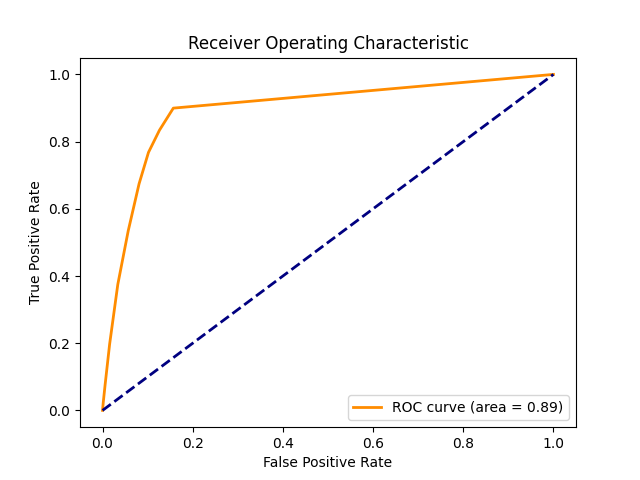 Receiver Operating Characteristic
1.0
0.8
0.6
0.4
0.2
0.0
True Positive Rate
ROC curve (area = 0.89)
0.0 0.2 0.4 0.6 0.8 1.0
False Positive Rate